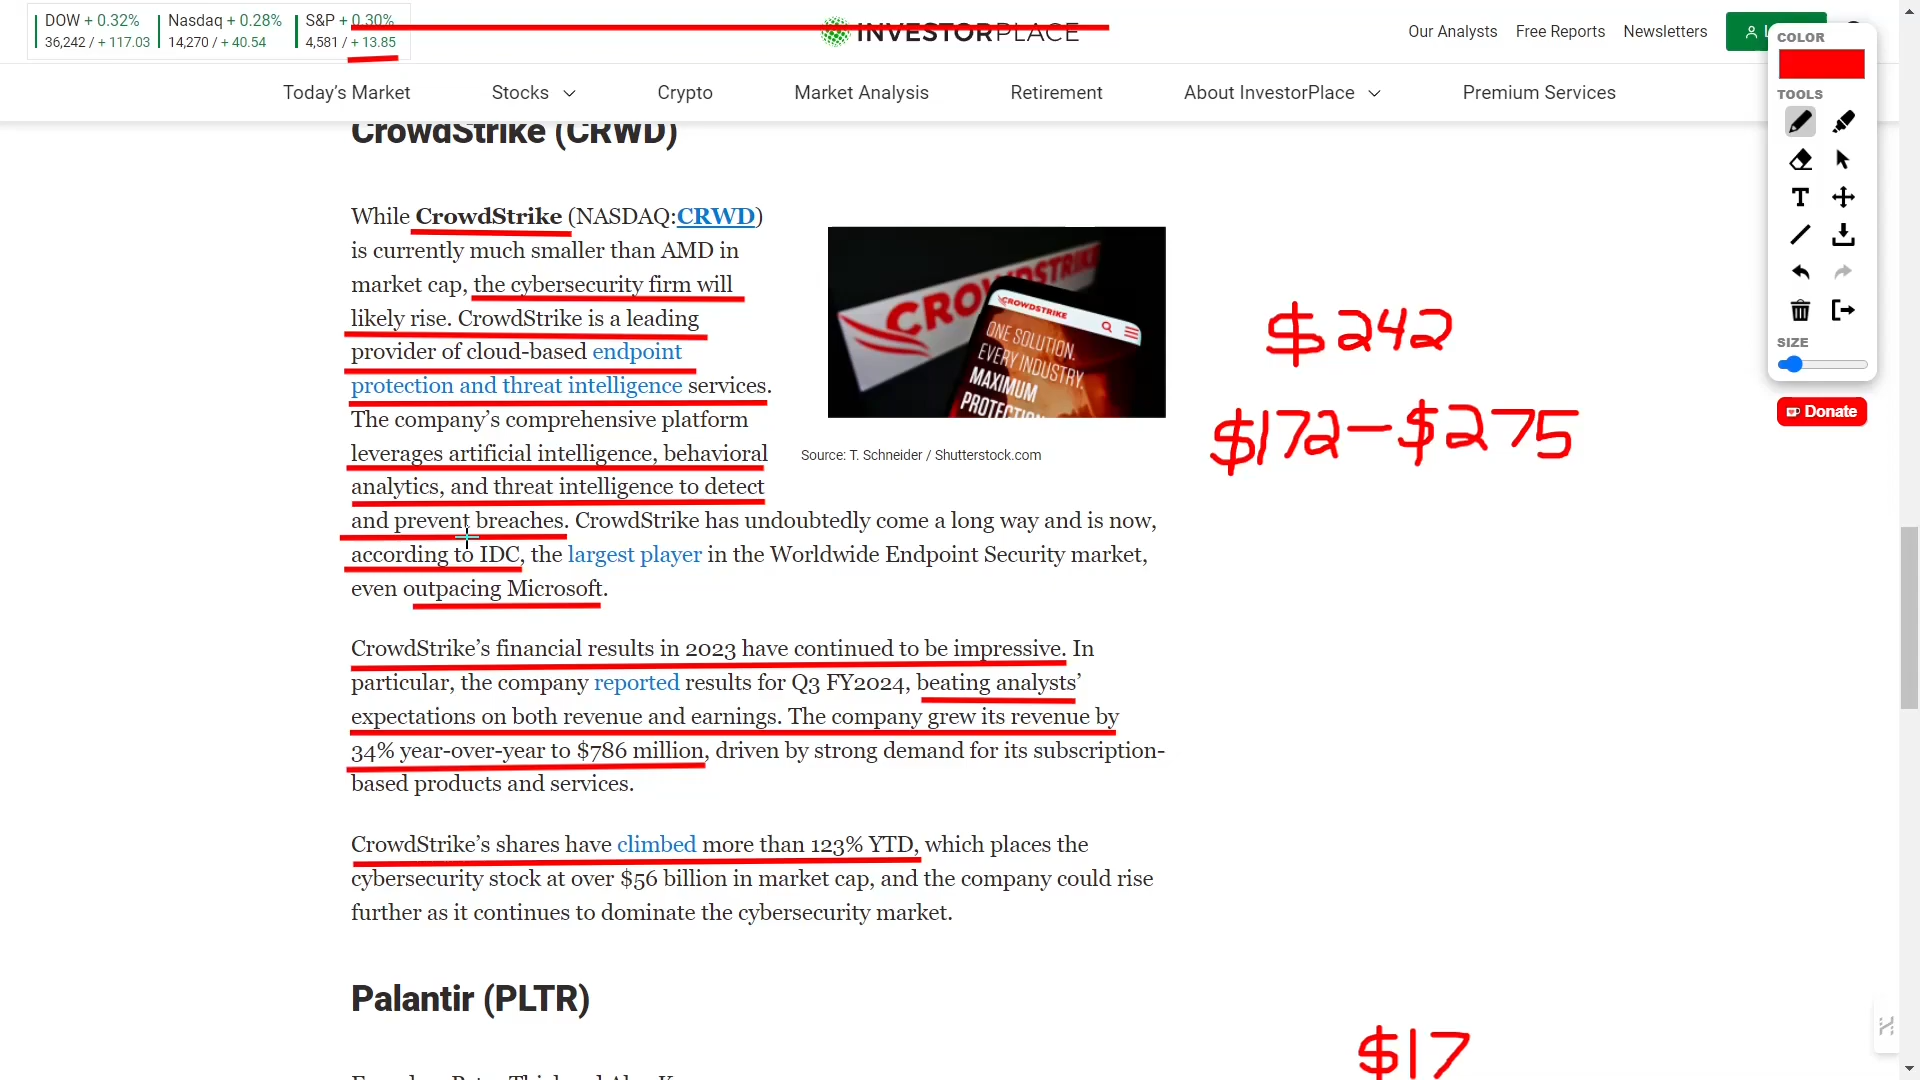 DOW + 0.32%
36,242 / + 117.03
Nasdaq + 0.28%
14,270 / + 40.54
S&P + 0.30%
4,581 / + 13.85
INVESTORPLACE
Our Analysts
Free Reports
Newsletters
Today's Market
Stocks
Crypto
Market Analysis
Retirement
About InvestorPlace
Premium Services
CrowdStrike (CRWD)
While CrowdStrike (NASDAQ:CRWD)
is currently much smaller than AMD in
market cap, the cybersecurity firm will
likely rise. CrowdStrike is a leading
provider of cloud-based endpoint
protection and threat intelligence services.
The company's comprehensive platform
leverages artificial intelligence, behavioral
analytics, and threat intelligence to detect
and prevent breaches. CrowdStrike has undoubtedly come a long way and is now,
according to IDC, the largest player in the Worldwide Endpoint Security market,
even outpacing Microsoft.
CROWDSTRIKE
CROWDSTRIKE
ONE SOLUTION.
EVERY INDUSTRY.
MAXIMUM
PROTECTION
Source: T. Schneider / Shutterstock.com
$242
$172-$275
CrowdStrike's financial results in 2023 have continued to be impressive. In
particular, the company reported results for Q3 FY2024, beating analysts'
expectations on both revenue and earnings. The company grew its revenue by
34% year-over-year to $786 million, driven by strong demand for its subscription-
based products and services.
CrowdStrike's shares have climbed more than 123% YTD, which places the
cybersecurity stock at over $56 billion in market cap, and the company could rise
further as it continues to dominate the cybersecurity market.
Palantir (PLTR)
$17
COLOR
TOOLS
T
SIZE
Donate